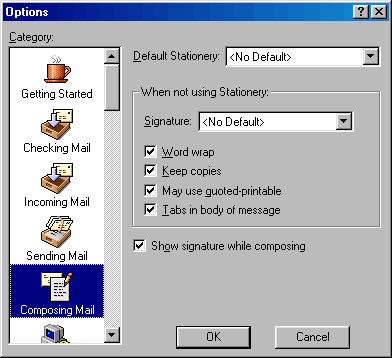 Options
Category:
Getting Started
Checking Mail
Incoming Mail
Sending Mail
Composing Mail
Default Stationery: <No Default>
When not using Stationery:
Signature: <No Default>
Word wrap
Keep copies
May use quoted-printable
Tabs in body of message
Show signature while composing
OK Cancel